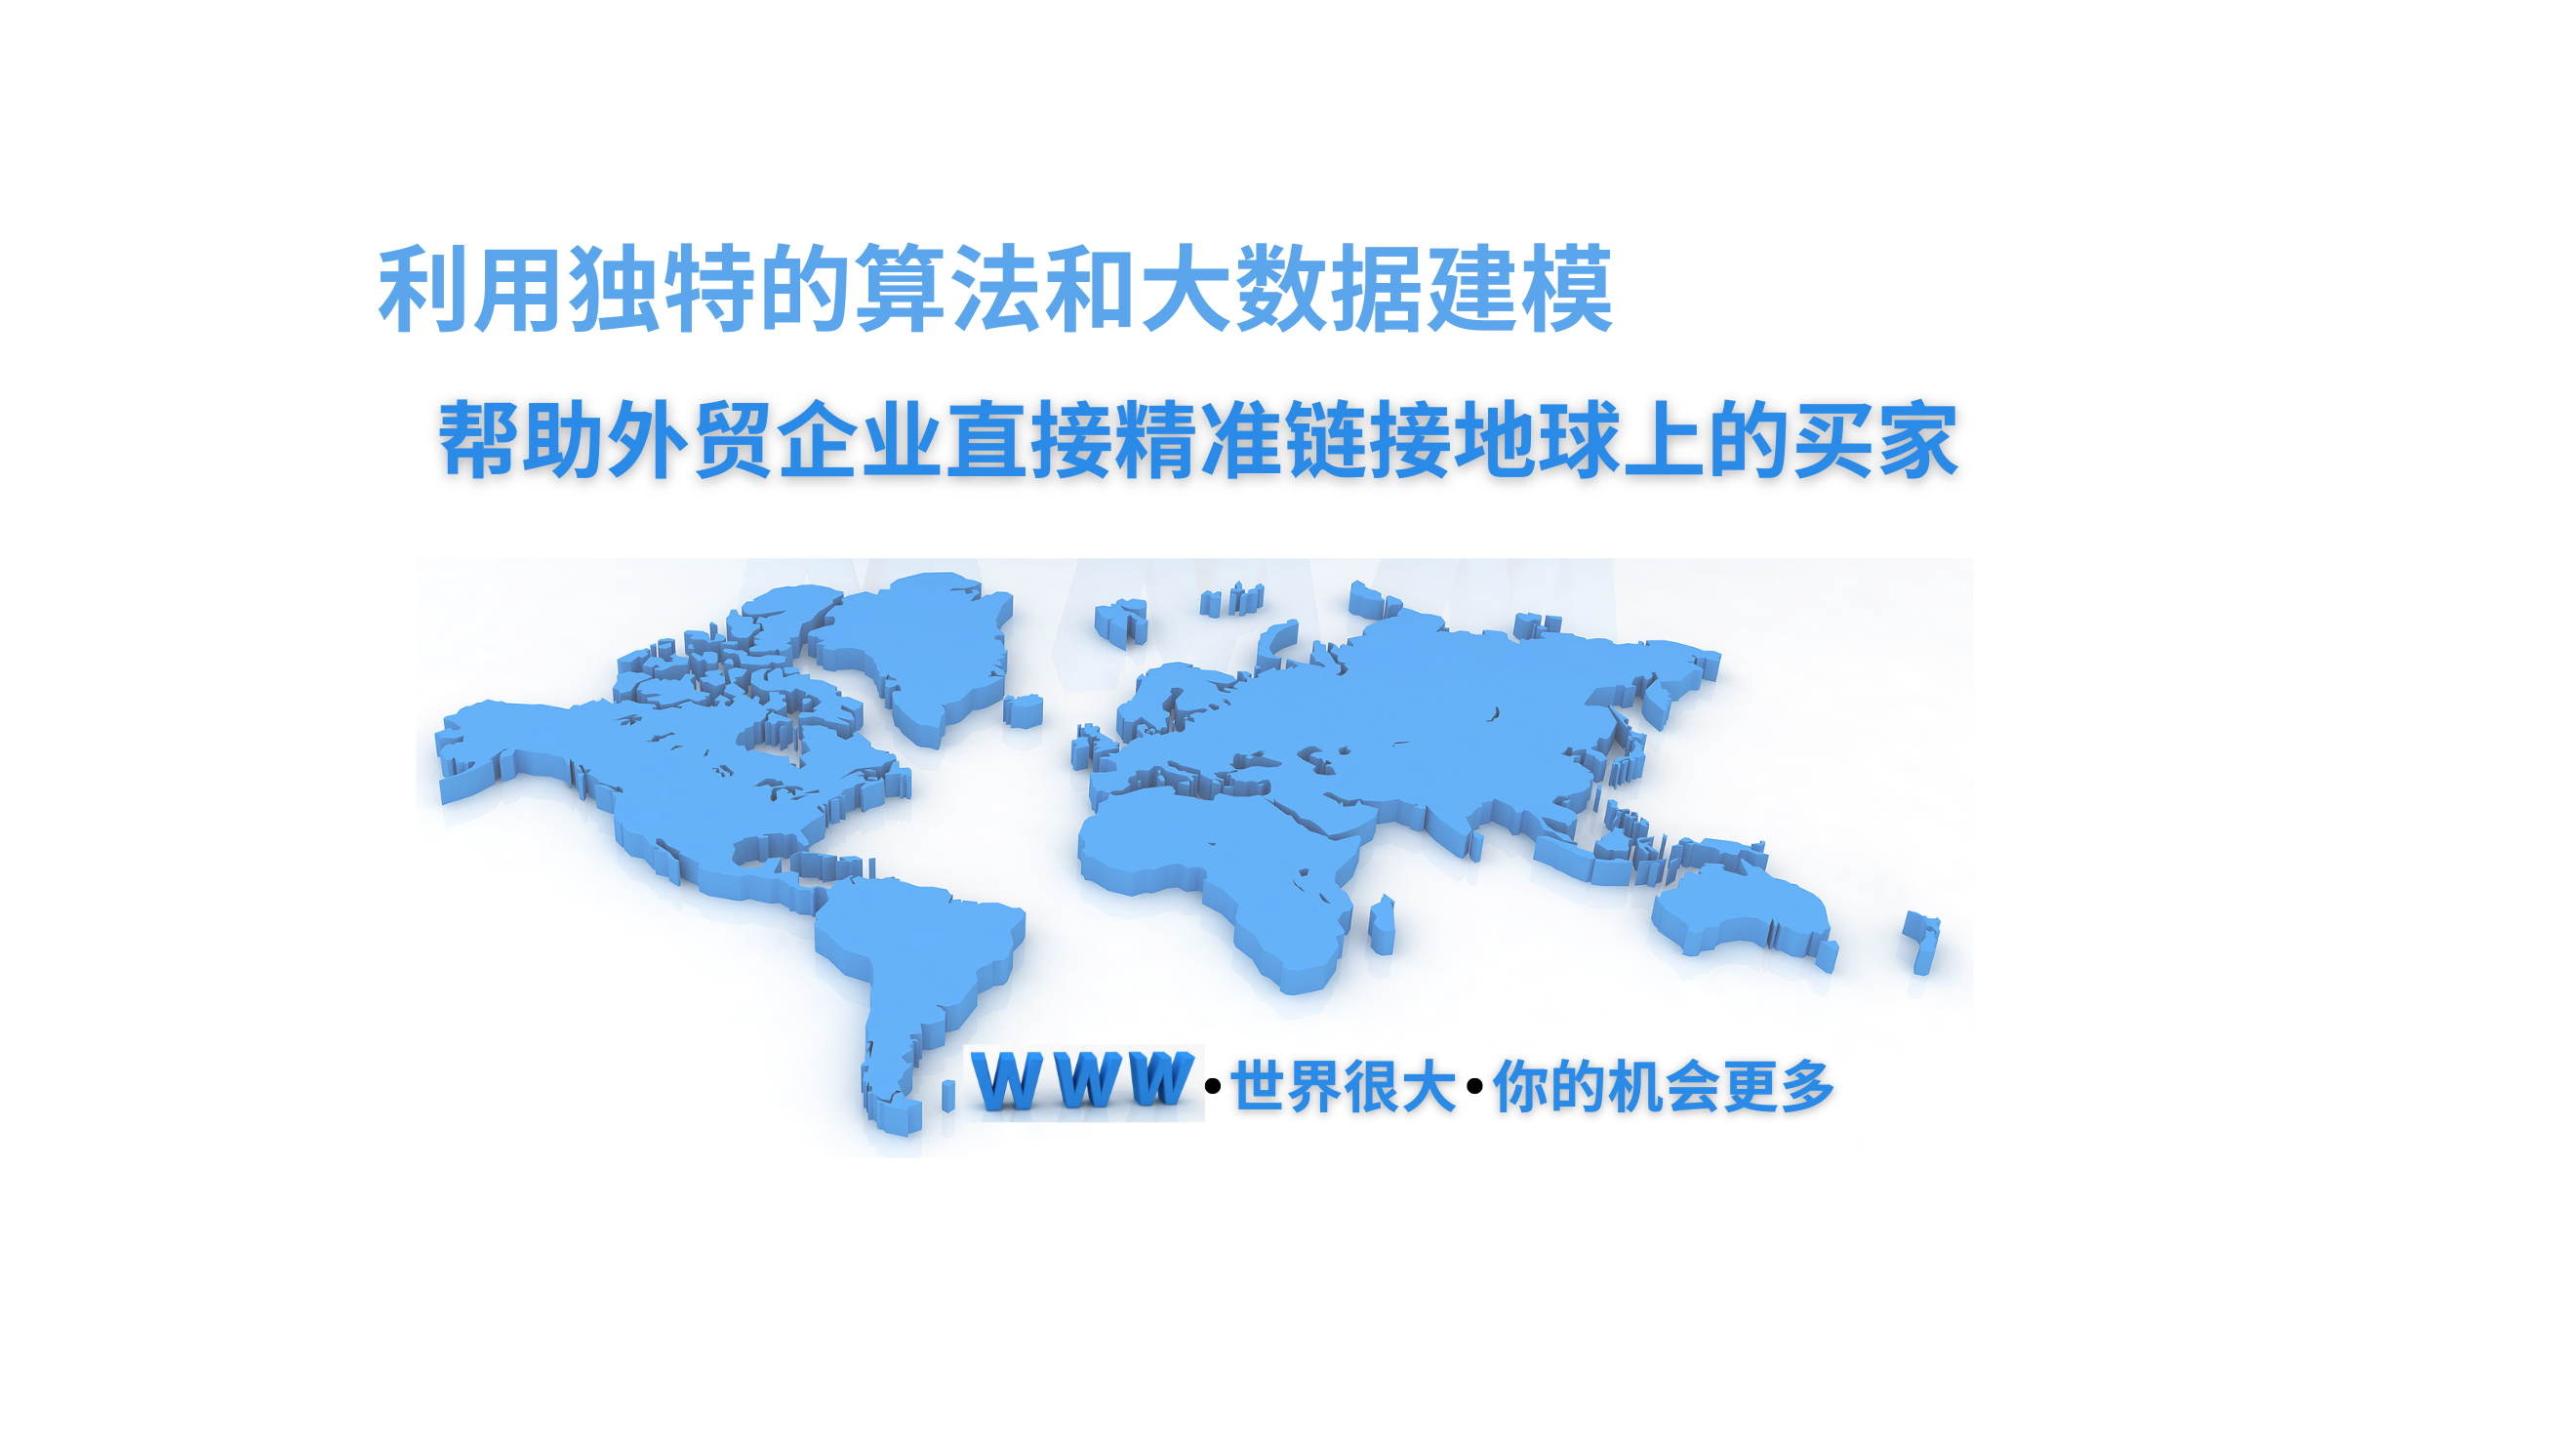 利用独特的算法和大数据建模
帮助外贸企业直接精准链接地球上的买家
WWW•世界很大•你的机会更多